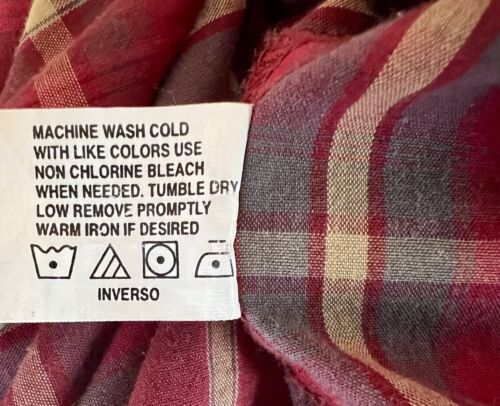 MACHINE WASH COLD
WITH LIKE COLORS USE
NON CHLORINE BLEACH
WHEN NEEDED. TUMBLE DRY
LOW REMOVE PROMPTLY
WARM IRON IF DESIRED
INVERSO